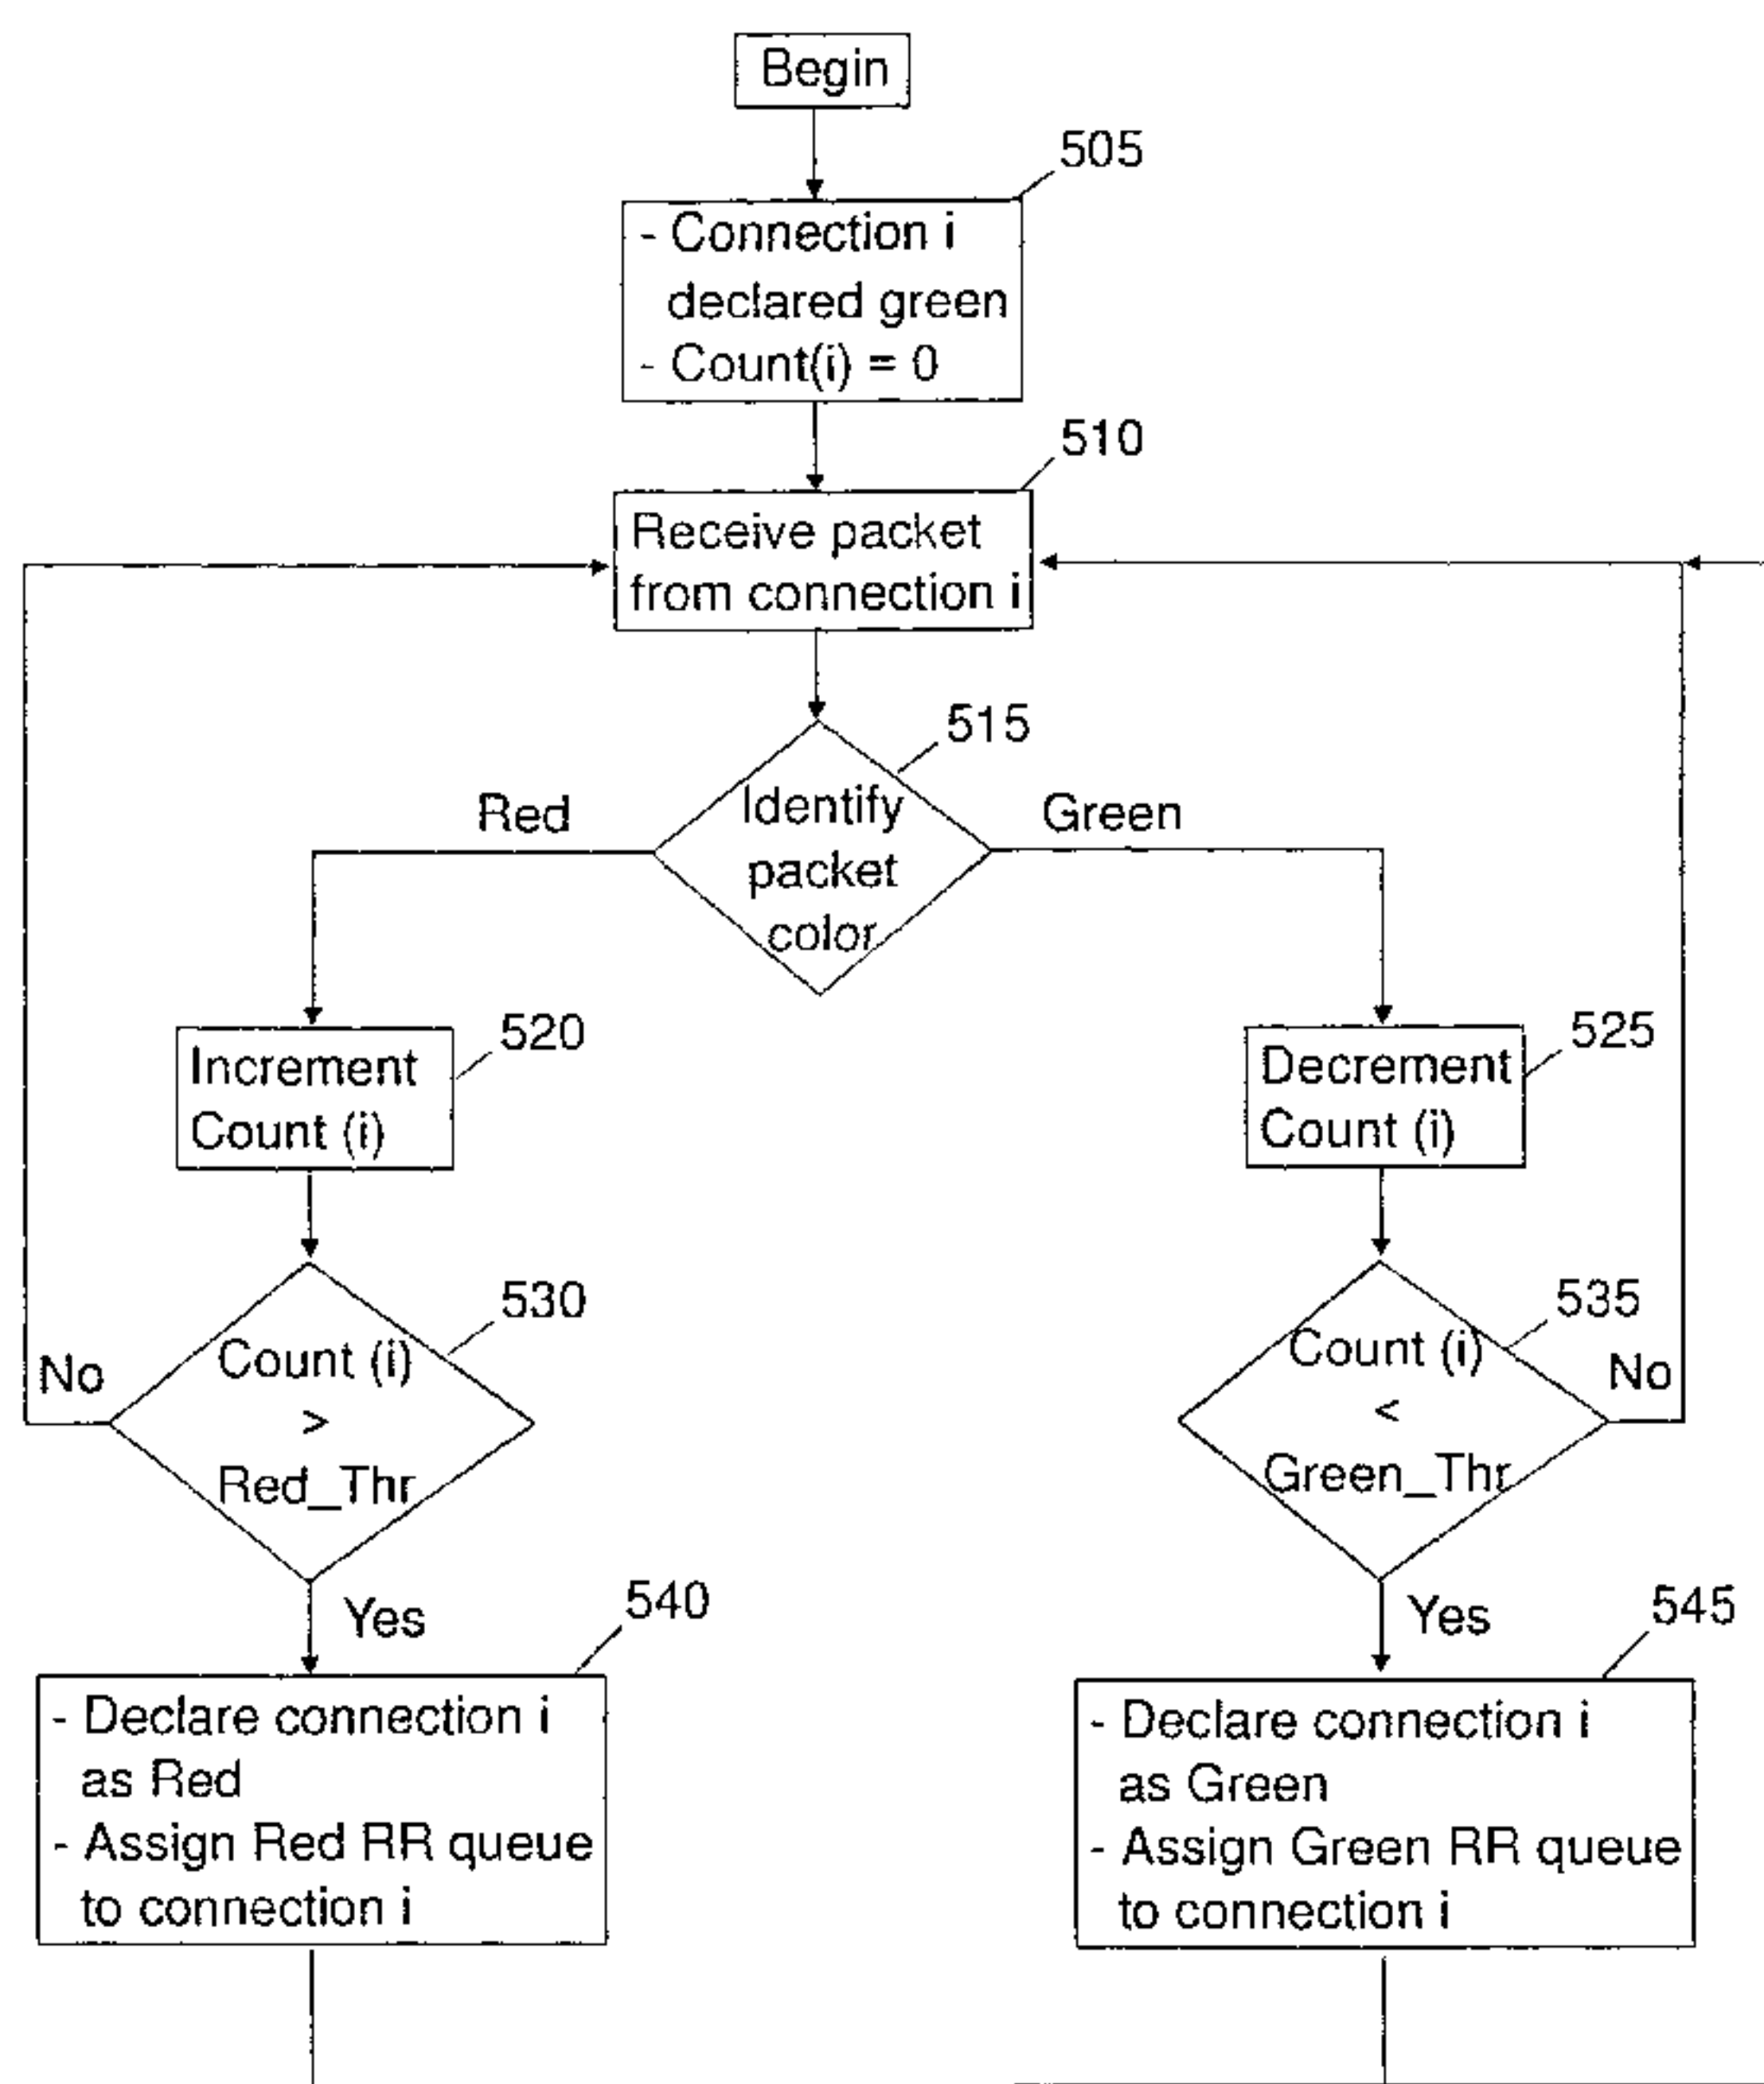 Begin
505
- Connection i
declared green
- Count(i) = 0
510
Receive packet
from connection i
515
Identify
packet
color
Red
Green
520
Increment
Count (i)
525
Decrement
Count (i)
530
Count (i)
>
Red_Thr
No
Yes
535
Count (i)
<
Green_Thr
No
Yes
540
- Declare connection i
as Red
- Assign Red RR queue
to connection i
545
- Declare connection i
as Green
- Assign Green RR queue
to connection i